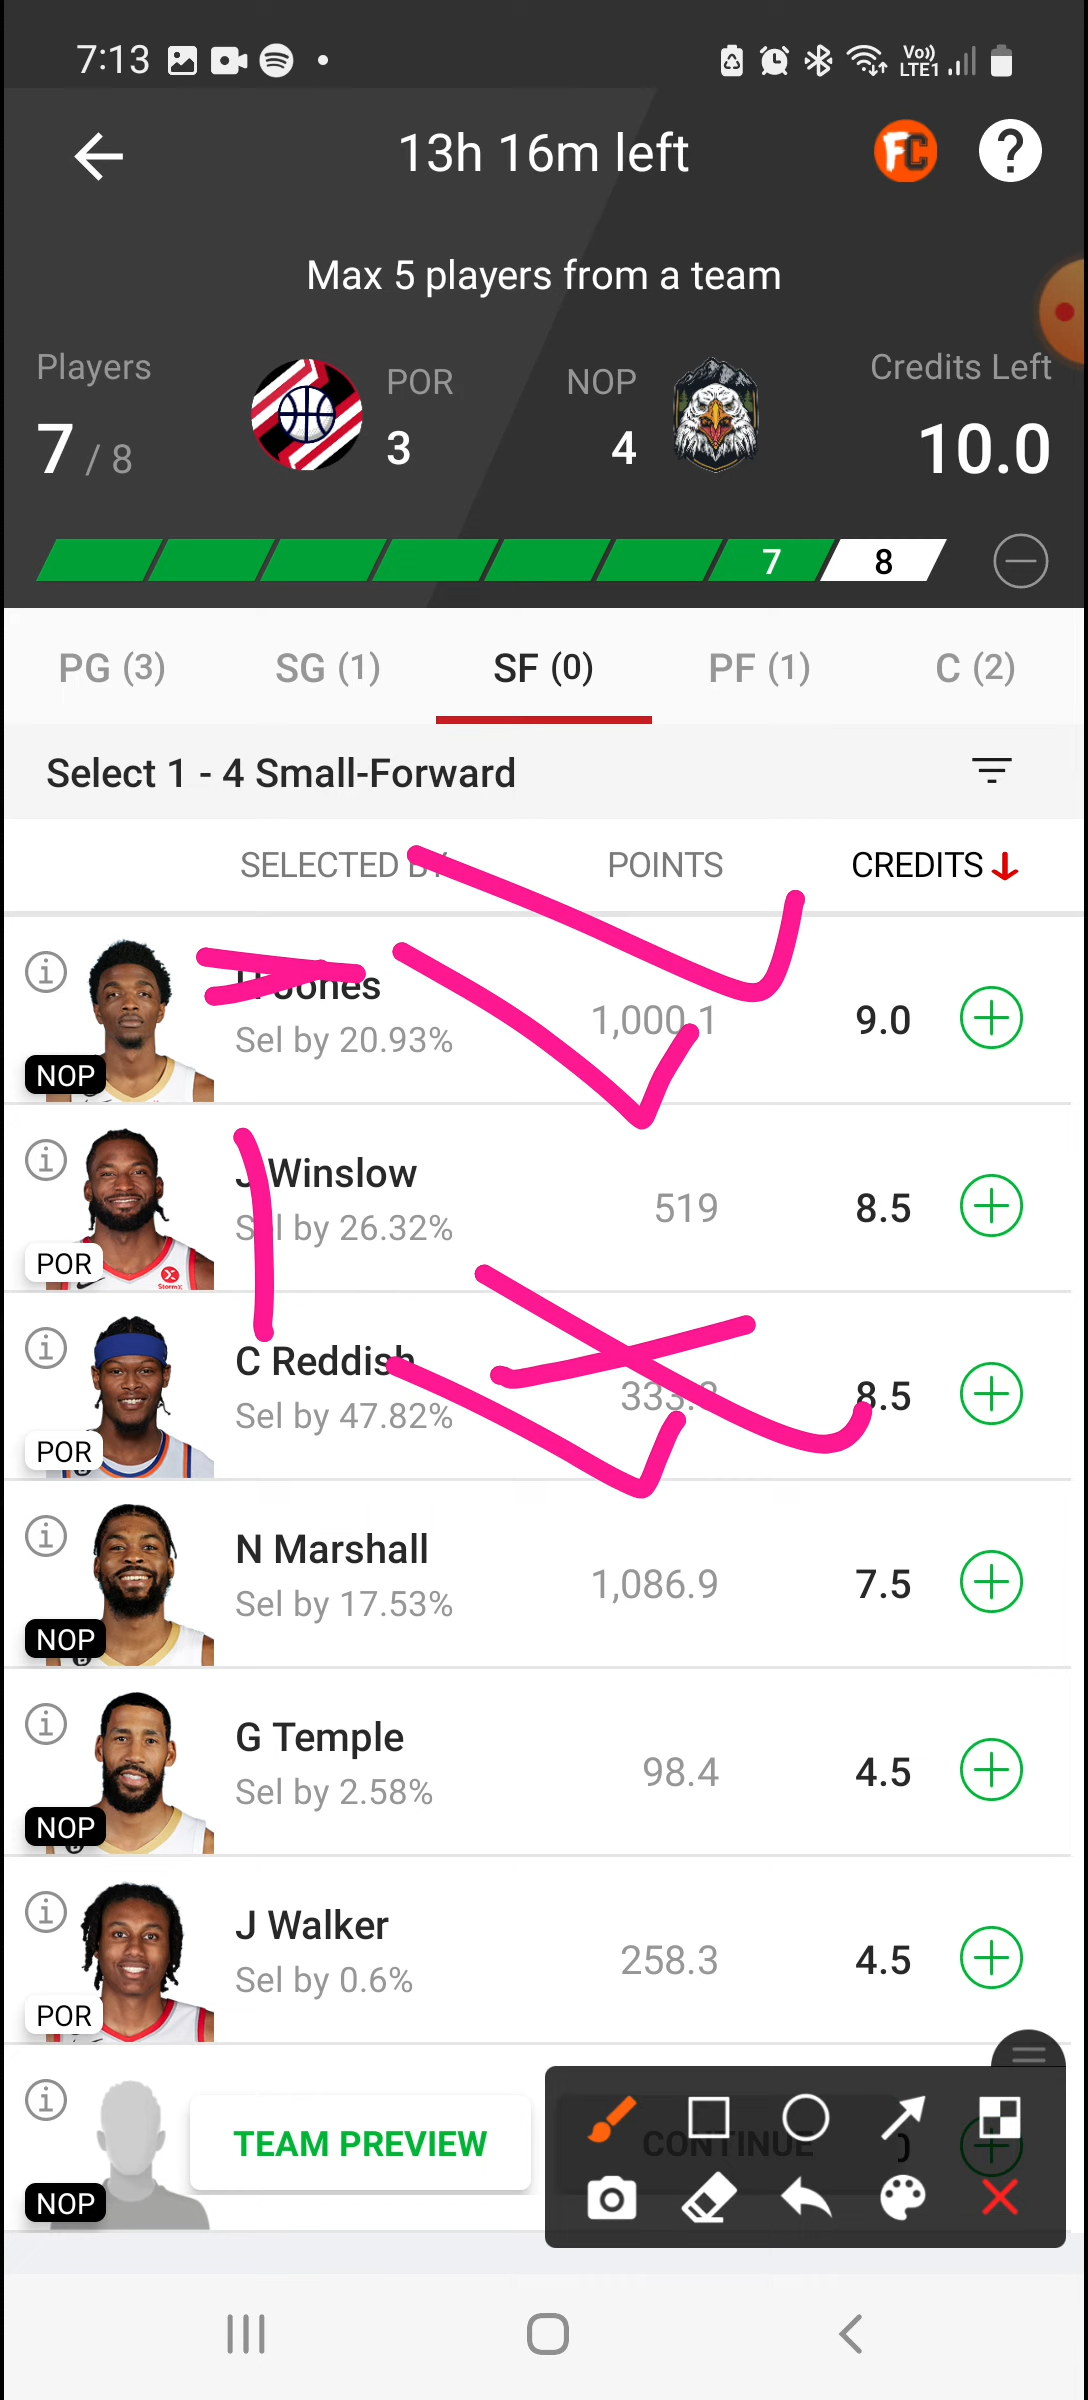 7:13 Vo)) LTE1
13h 16m left FC ?
Max 5 players from a team
Players POR NOP Credits Left
7 / 8 3 4 10.0
7 8
PG (3) SG (1) SF (0) PF (1) C (2)
Select 1 - 4 Small-Forward
SELECTED BY POINTS CREDITS
Jones
Sel by 20.93% 1,000.1 9.0
NOP
J Winslow
Sel by 26.32% 519 8.5
POR
C Reddish
Sel by 47.82% 8.5
POR
N Marshall
Sel by 17.53% 1,086.9 7.5
NOP
G Temple
Sel by 2.58% 98.4 4.5
NOP
J Walker
Sel by 0.6% 258.3 4.5
POR
TEAM PREVIEW CONTINUE
NOP